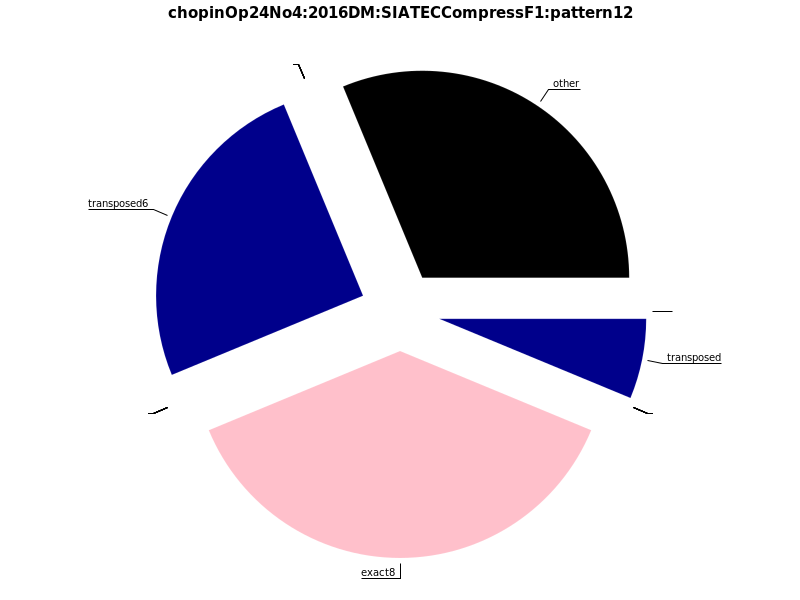 chopinOp24No4:2016DM:SIATECCompressF1:pattern12
other
transposed6
transposed
exact8